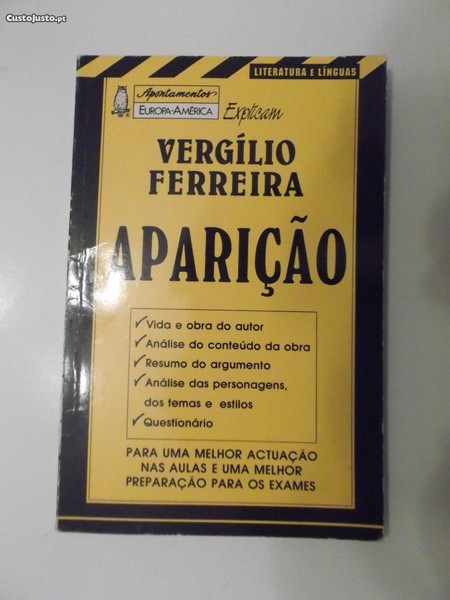 CustoJusto.pt
LITERATURA E LÍNGUAS
Apontamentos
EUROPA-AMÉRICA
Explicam
VERGÍLIO
FERREIRA
APARIÇÃO
✓Vida e obra do autor
✓Análise do conteúdo da obra
✓Resumo do argumento
✓Análise das personagens,
dos temas e estilos
✓Questionário
PARA UMA MELHOR ACTUAÇÃO
NAS AULAS E UMA MELHOR
PREPARAÇÃO PARA OS EXAMES